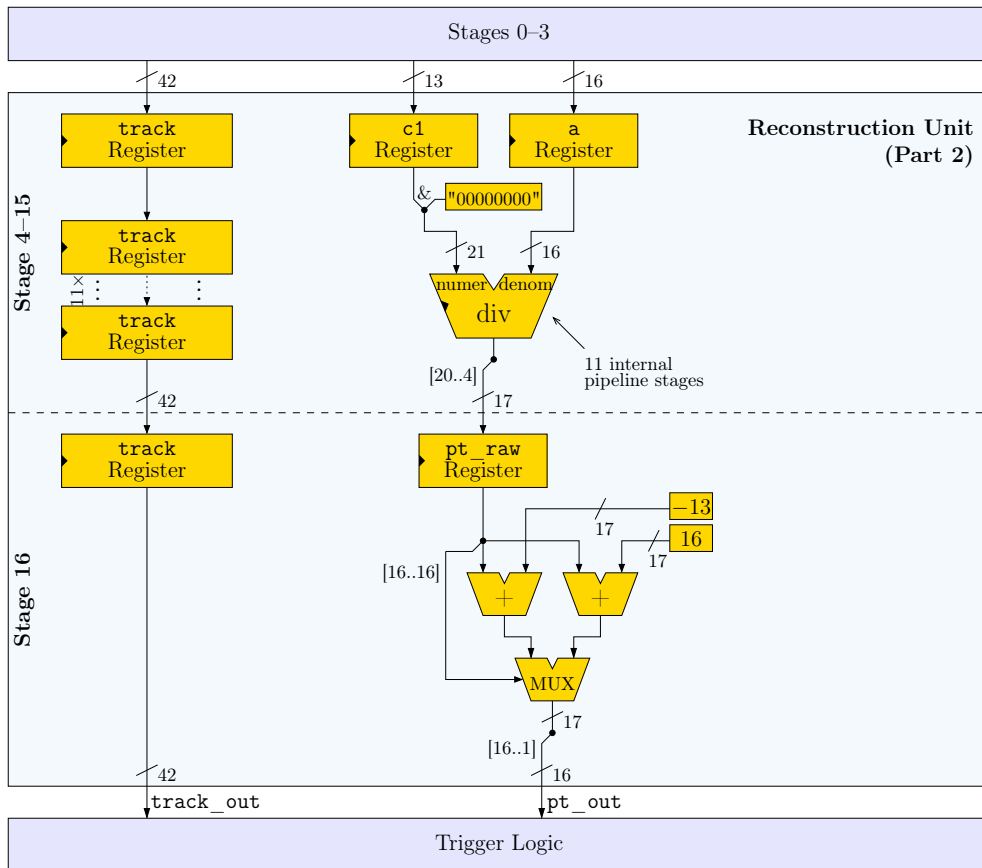 Stages 0–3
42
13
16
track
Register
c1
Register
a
Register
Reconstruction Unit
(Part 2)
&
"00000000"
Stage 4–15
track
Register
21
16
numer
denom
div
11×
track
Register
11 internal
pipeline stages
[20..4]
42
17
track
Register
pt_raw
Register
−13
17
16
17
[16..16]
+
+
Stage 16
MUX
17
[16..1]
42
16
track_out
pt_out
Trigger Logic